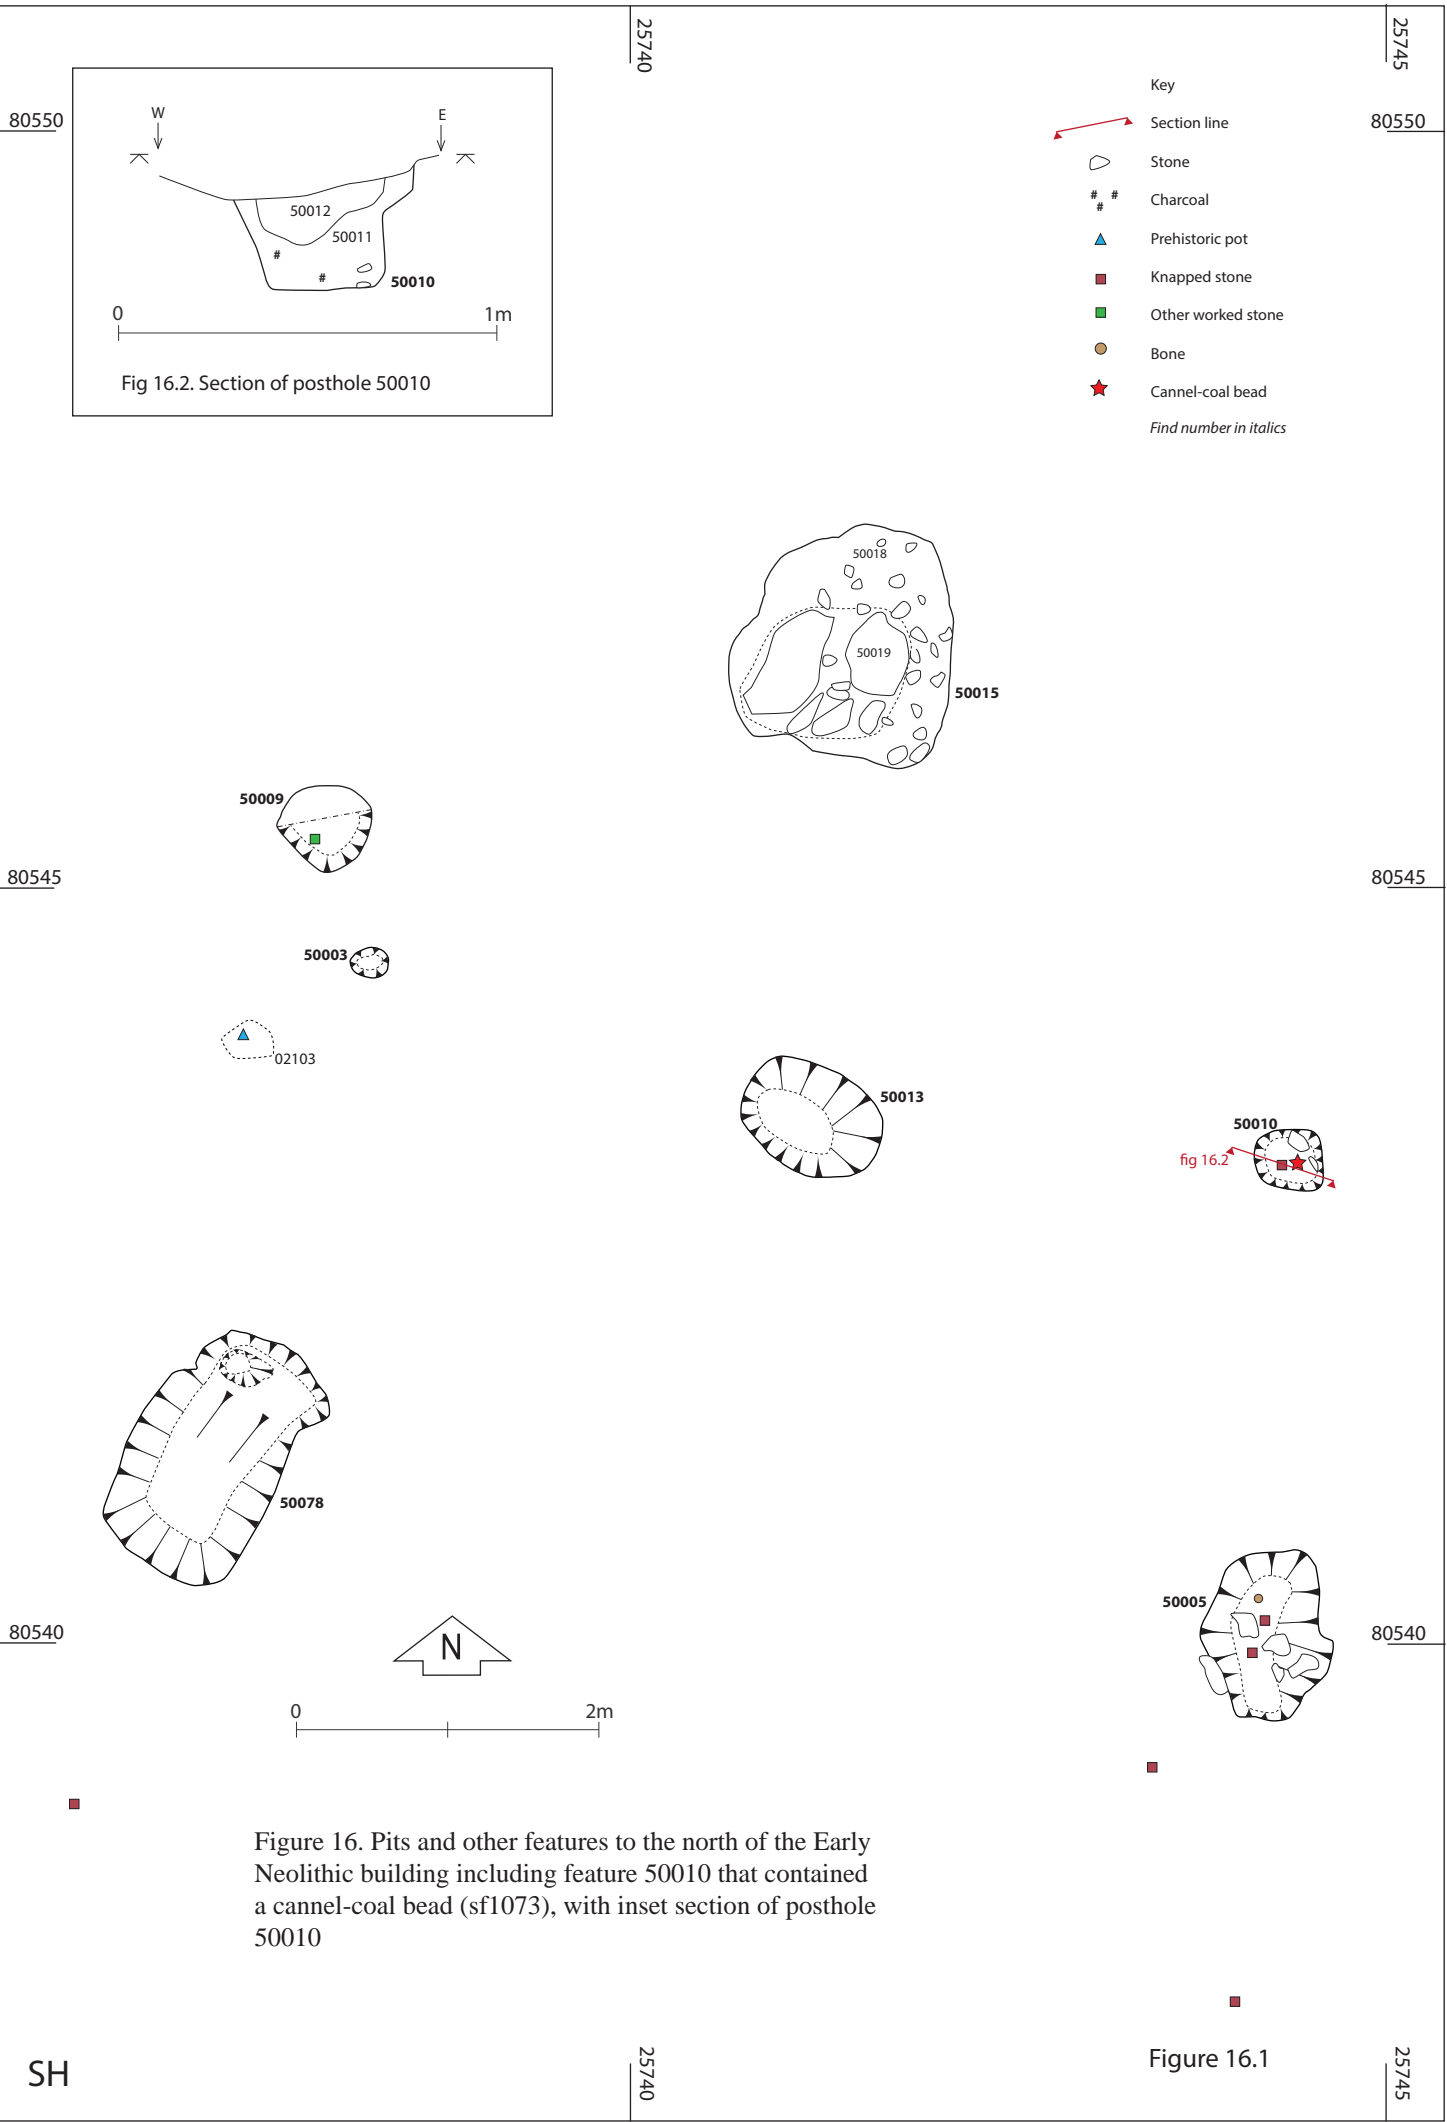 25740
25745
80550
80550
W
E
50012
50011
#
#
50010
0
1m
Fig 16.2. Section of posthole 50010
Key
Section line
Stone
# #
#
Charcoal
Prehistoric pot
Knapped stone
Other worked stone
Bone
Cannel-coal bead
Find number in italics
50018
50019
50015
50009
80545
80545
50003
02103
50013
50010
fig 16.2
50078
50005
80540
80540
N
0
2m
Figure 16. Pits and other features to the north of the Early
Neolithic building including feature 50010 that contained
a cannel-coal bead (sf1073), with inset section of posthole
50010
SH
25740
Figure 16.1
25745